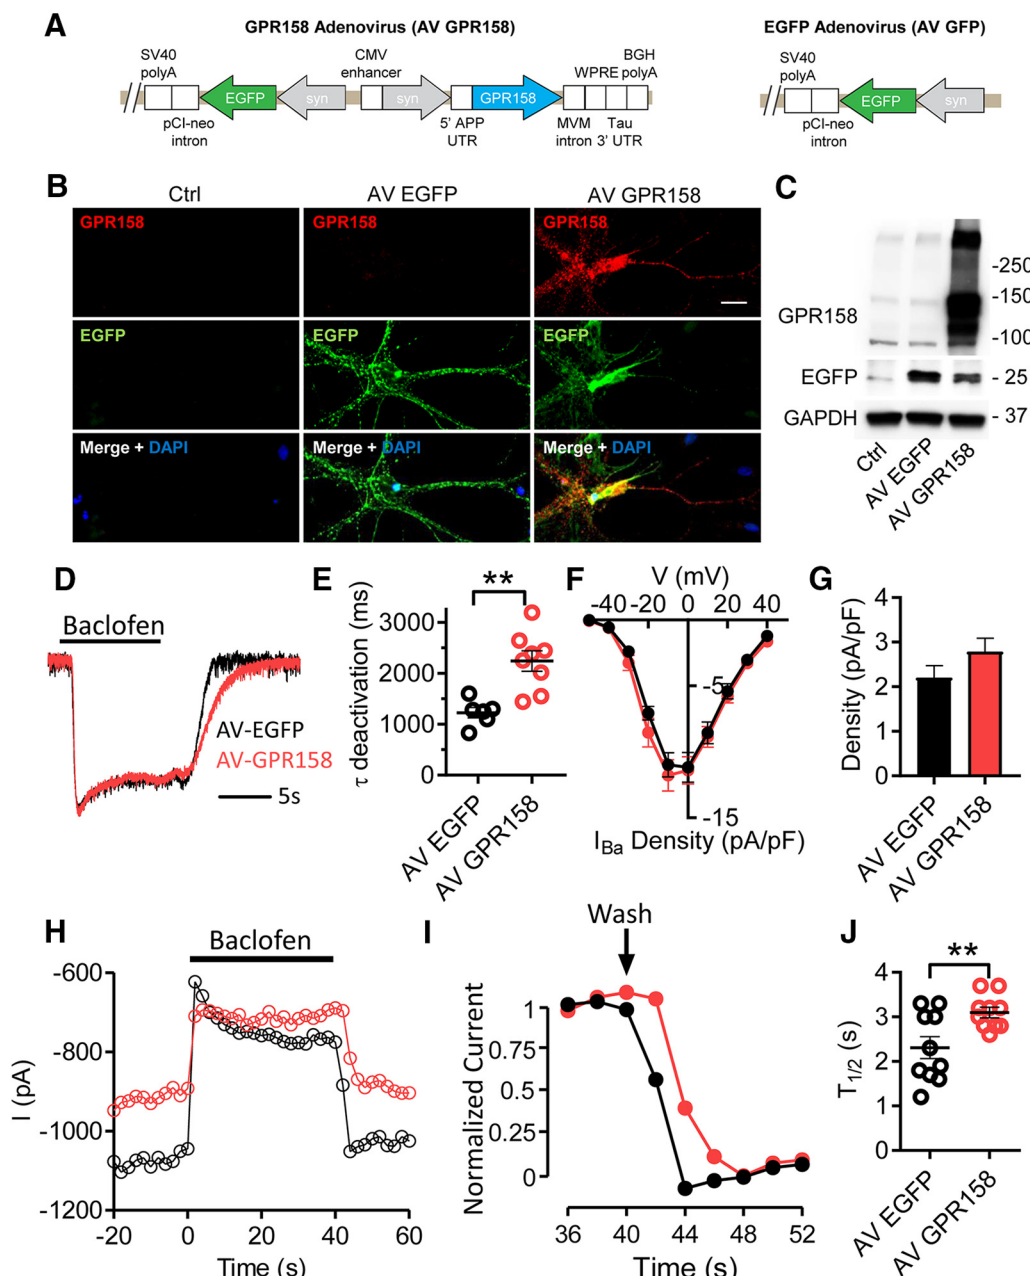 A
GPR158 Adenovirus (AV GPR158)
EGFP Adenovirus (AV GFP)
SV40
polyA
CMV
enhancer
WPRE
BGH
polyA
EGFP
syn
syn
GPR158
pCI-neo
intron
5' APP
UTR
MVM
intron
Tau
3' UTR
SV40
polyA
EGFP
syn
pCI-neo
intron
B
Ctrl
AV EGFP
AV GPR158
GPR158
GPR158
GPR158
EGFP
EGFP
EGFP
Merge + DAPI
Merge + DAPI
Merge + DAPI
C
GPR158
-250
-150
-100
EGFP
- 25
GAPDH
- 37
Ctrl
AV EGFP
AV GPR158
D
Baclofen
AV-EGFP
AV-GPR158
5s
E
**
τ deactivation (ms)
3000
2000
1000
0
AV EGFP
AV GPR158
F
V (mV)
-40
-20
0
20
40
-5
-15
IBa Density (pA/pF)
G
Density (pA/pF)
4
3
2
1
0
AV EGFP
AV GPR158
H
Baclofen
I (pA)
-600
-800
-1000
-1200
-20
0
20
40
60
Time (s)
I
Wash
Normalized Current
1
0.75
0.5
0.25
0
36
40
44
48
52
Time (s)
J
**
T1/2 (s)
4
3
2
1
0
AV EGFP
AV GPR158